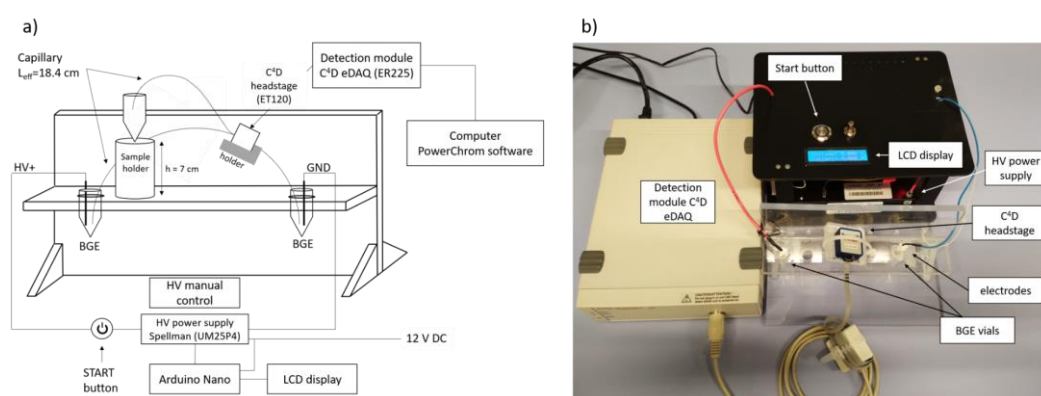 a)
Capillary
L_eff=18.4 cm
C⁴D
headstage
(ET120)
Detection module
C⁴D eDAQ (ER225)
Computer
PowerChrom software
HV+
Sample
holder
h = 7 cm
holder
GND
BGE
BGE
HV manual
control
HV power supply
Spellman (UM25P4)
12 V DC
START
button
Arduino Nano
LCD display
b)
Start button
LCD display
HV power
supply
Detection
module C⁴D
eDAQ
C⁴D
headstage
electrodes
BGE vials